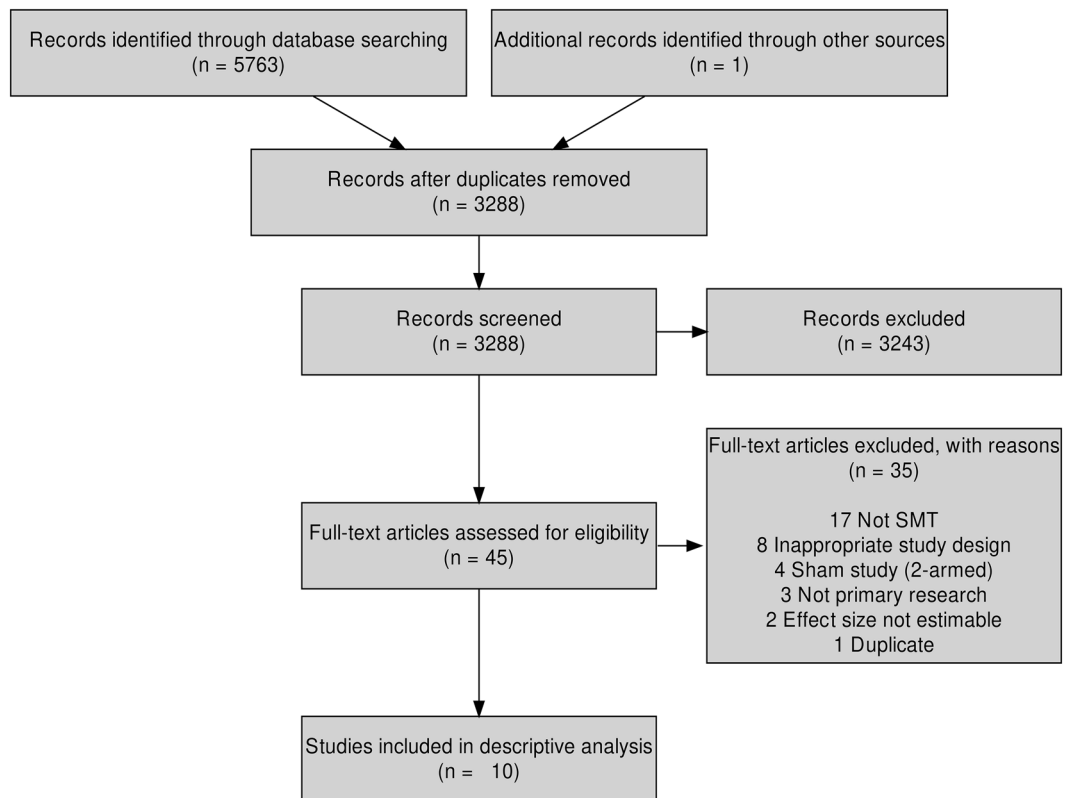 Records identified through database searching
(n = 5763)
Additional records identified through other sources
(n = 1)
Records after duplicates removed
(n = 3288)
Records screened
(n = 3288)
Records excluded
(n = 3243)
Full-text articles excluded, with reasons
(n = 35)
17 Not SMT
8 Inappropriate study design
4 Sham study (2-armed)
3 Not primary research
2 Effect size not estimable
1 Duplicate
Full-text articles assessed for eligibility
(n = 45)
Studies included in descriptive analysis
(n =   10)